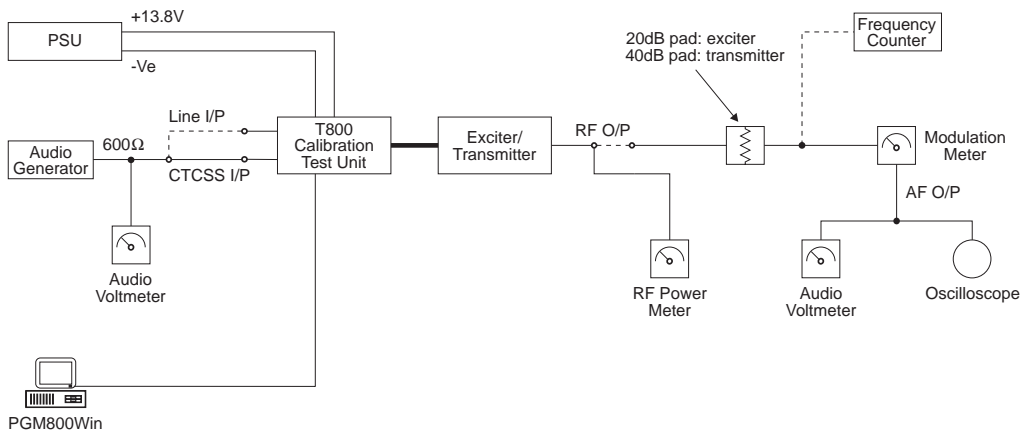 +13.8V
PSU
-Ve
Frequency
Counter
20dB pad: exciter
40dB pad: transmitter
Line I/P
T800
Calibration
Test Unit
Exciter/
Transmitter
RF O/P
Audio
Generator
600Ω
CTCSS I/P
Modulation
Meter
AF O/P
Audio
Voltmeter
RF Power
Meter
Audio
Voltmeter
Oscilloscope
PGM800Win